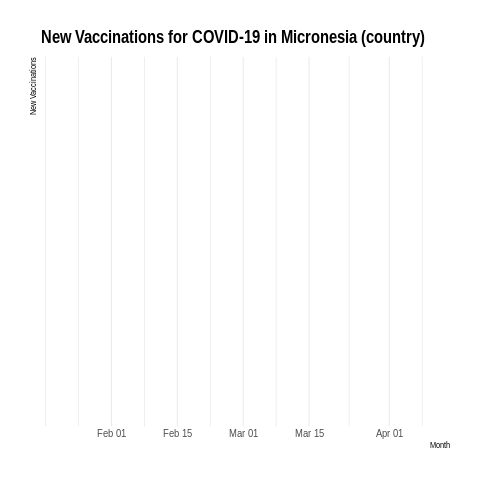 New Vaccinations for COVID-19 in Micronesia (country)
New Vaccinations
Feb 01 Feb 15 Mar 01 Mar 15 Apr 01
Month